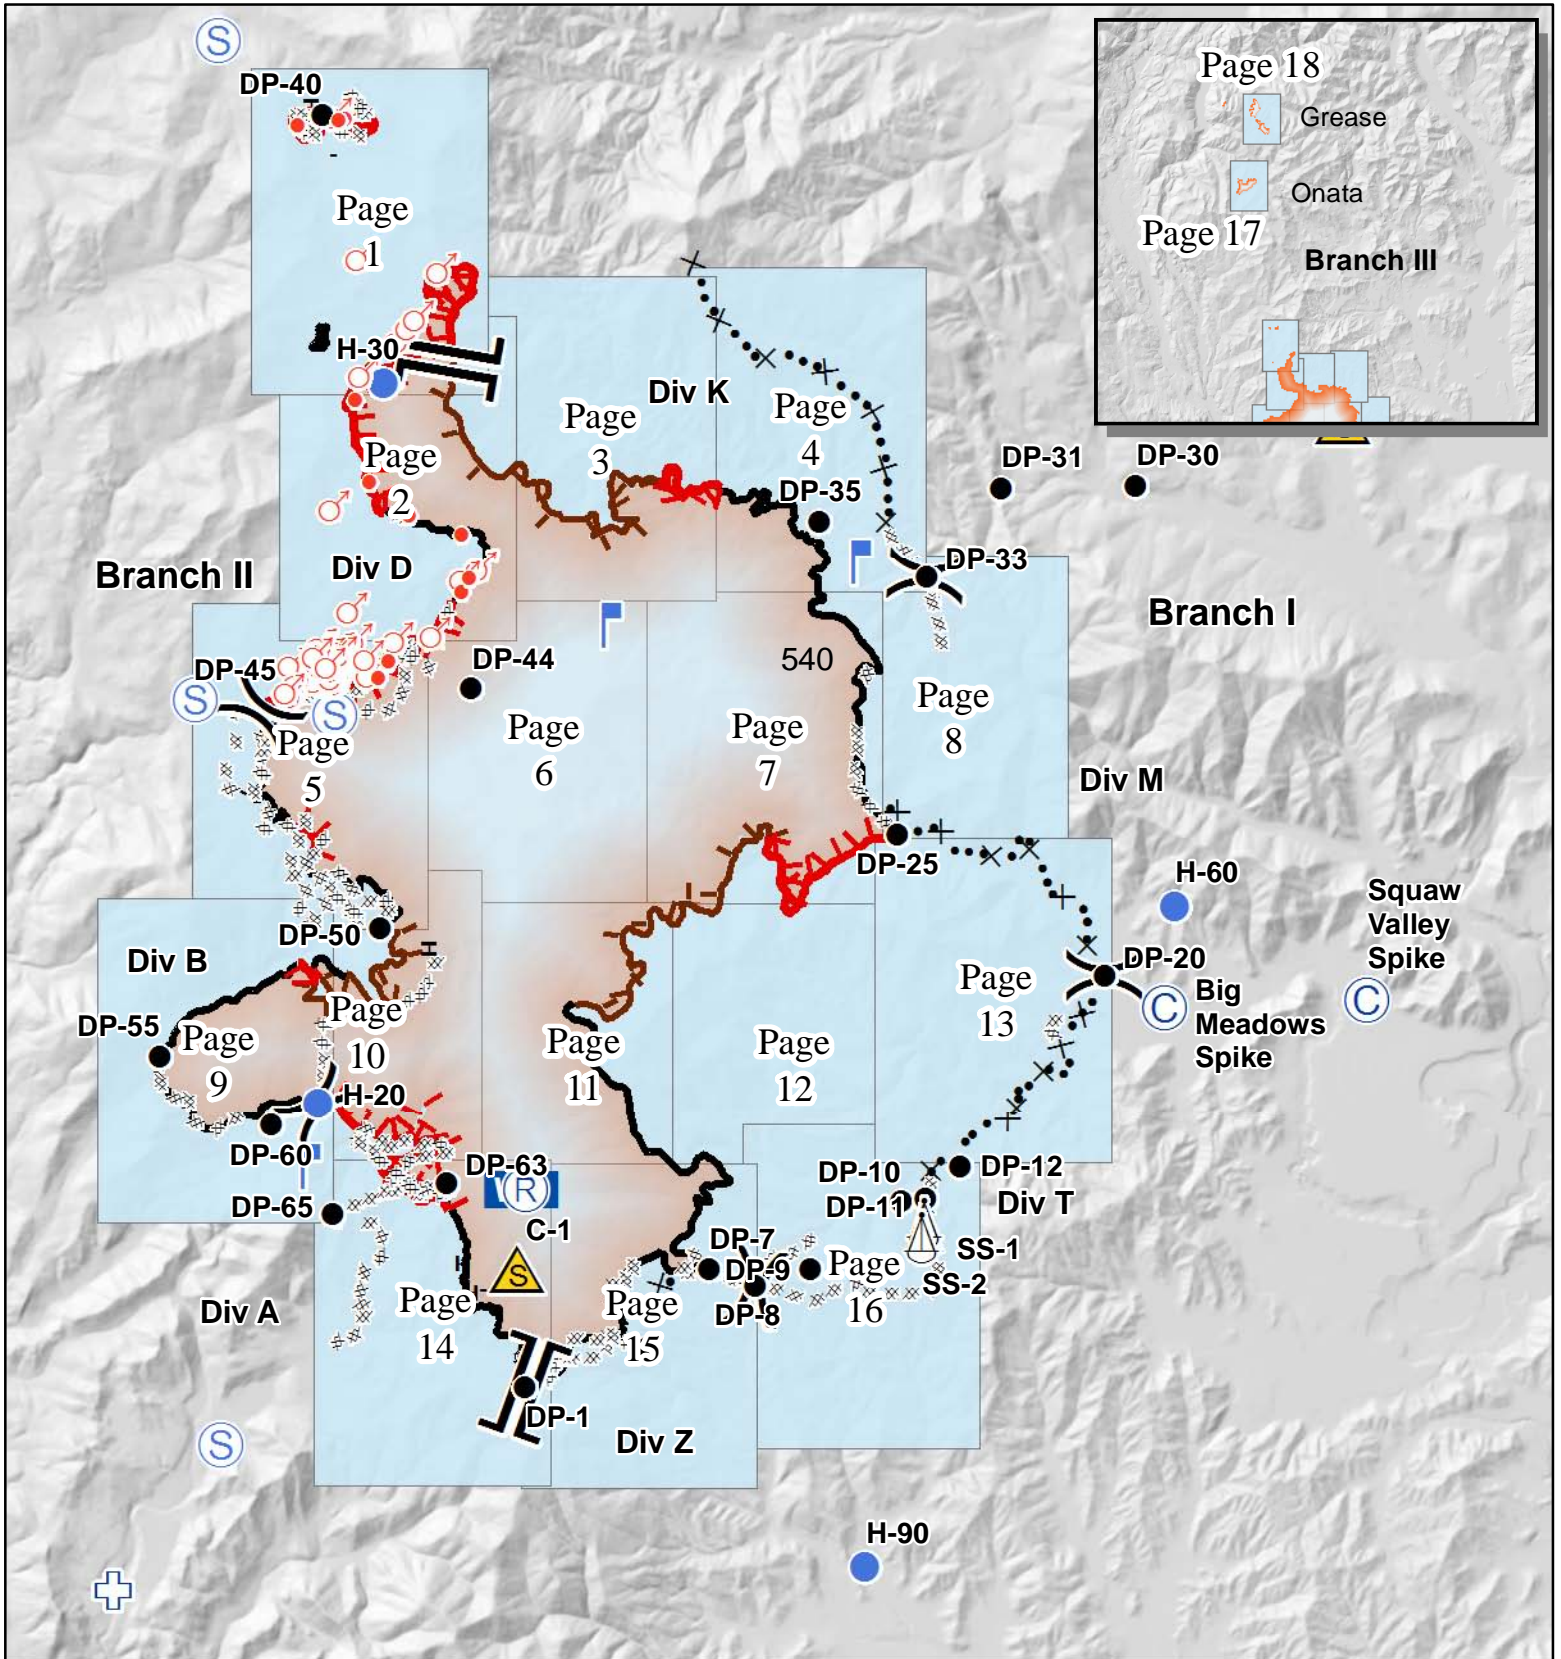 S
DP-40
Page 18
Grease
Onata
Page 17
Branch III
Page
1
H-30
Div K
Page
3
Page
4
DP-35
Page
2
DP-31
DP-30
S
Branch II
Div D
DP-33
Branch I
DP-45
S
S
DP-44
540
Page
5
Page
6
Page
7
Page
8
Div M
DP-25
H-60
Squaw
Valley
Spike
C
DP-50
Div B
DP-20
C
Big
Meadows
Spike
Page
13
DP-55
Page
9
Page
10
Page
11
Page
12
H-20
DP-60
DP-65
DP-63
R
C-1
DP-10
DP-11
DP-12
Div T
SS-1
SS-2
DP-7
DP-9
DP-8
Page
16
S
Div A
Page
14
Page
15
DP-1
Div Z
S
H-90